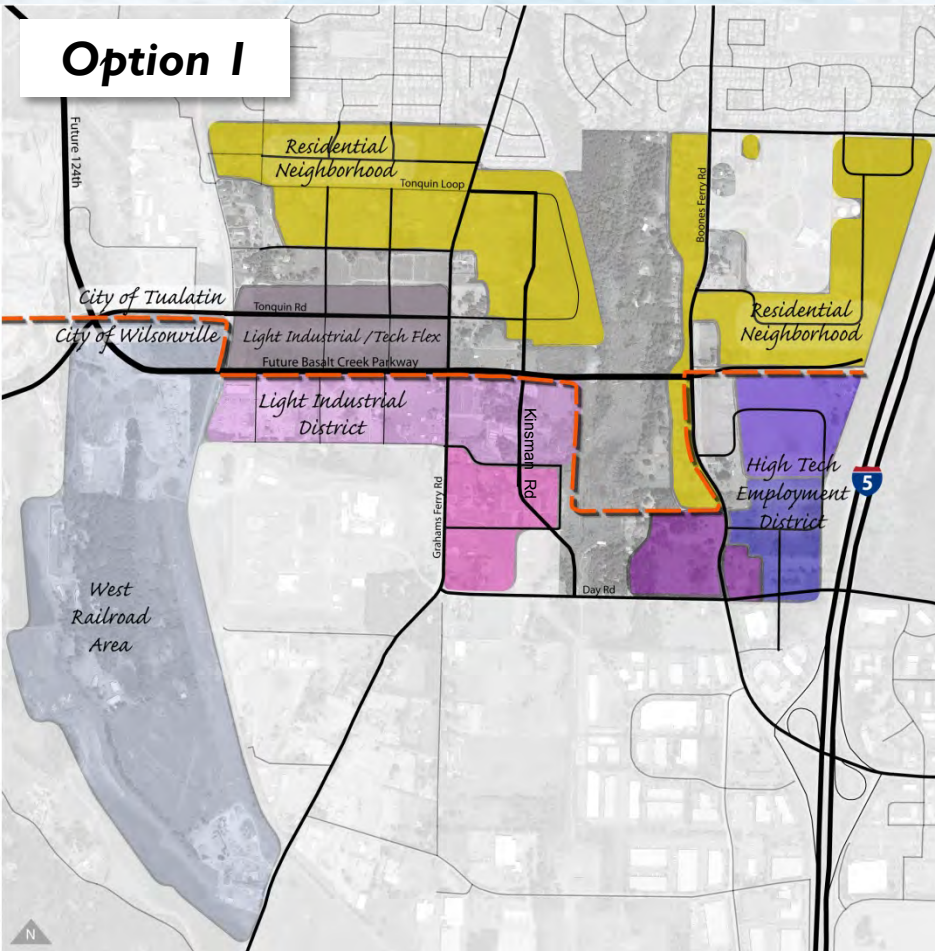 Option 1
Future 124th
Residential
Neighborhood
Tonquin Loop
Boones Ferry Rd
City of Tualatin
City of Wilsonville
Tonquin Rd
Light Industrial / Tech Flex
Future Basalt Creek Parkway
Residential
Neighborhood
Light Industrial
District
Kinsman Rd
Grahams Ferry Rd
High Tech
Employment
District
5
West
Railroad
Area
Day Rd
N